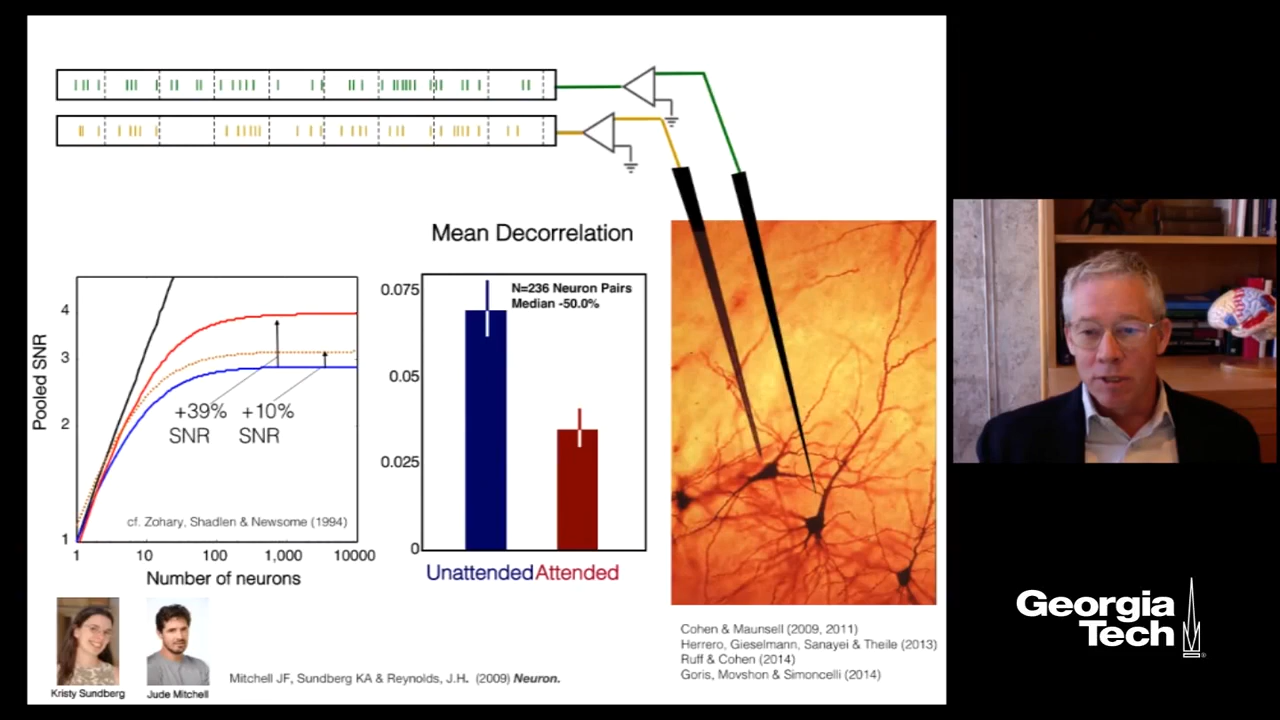 Mean Decorrelation
N=236 Neuron Pairs
Median -50.0%
0.075
0.05
0.025
0
Unattended Attended
Pooled SNR
4
3
2
1
+39% +10%
SNR SNR
cf. Zohary, Shadlen & Newsome (1994)
1 10 100 1,000 10000
Number of neurons
Kristy Sundberg
Jude Mitchell
Mitchell JF, Sundberg KA & Reynolds, J.H. (2009) Neuron.
Cohen & Maunsell (2009, 2011)
Herrero, Gieselmann, Sanayei & Theile (2013)
Ruff & Cohen (2014)
Goris, Movshon & Simoncelli (2014)
Georgia
Tech